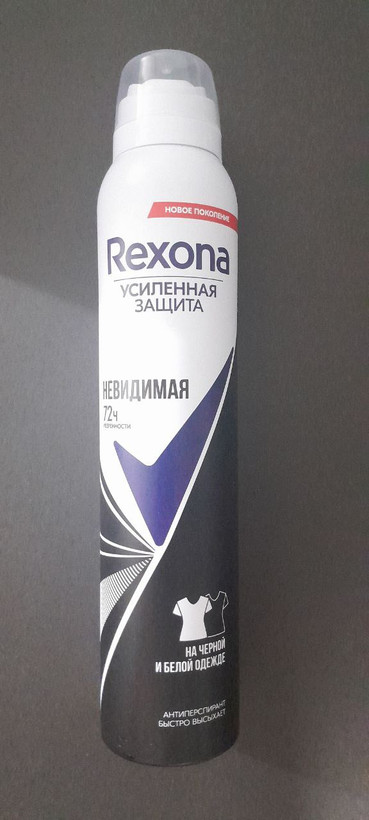 НОВОЕ ПОКОЛЕНИЕ
Rexona
УСИЛЕННАЯ
ЗАЩИТА
НЕВИДИМАЯ
72ч
НА ЧЕРНОЙ
И БЕЛОЙ ОДЕЖДЕ
АНТИПЕРСПИРАНТ
БЫСТРО ВЫСЫХАЕТ